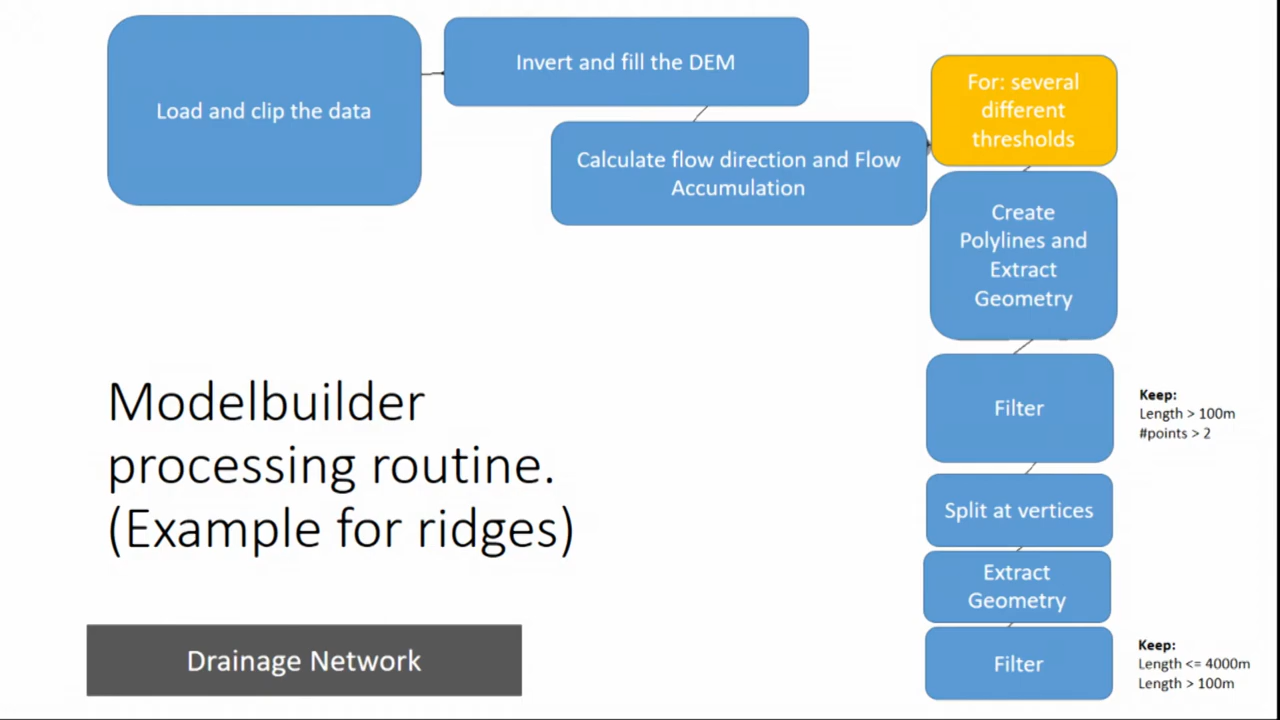 Load and clip the data
Invert and fill the DEM
Calculate flow direction and Flow
Accumulation
For: several
different
thresholds
Create
Polylines and
Extract
Geometry
Filter
Keep:
Length > 100m
#points > 2
Split at vertices
Extract
Geometry
Filter
Keep:
Length <= 4000m
Length > 100m
Modelbuilder
processing routine.
(Example for ridges)
Drainage Network